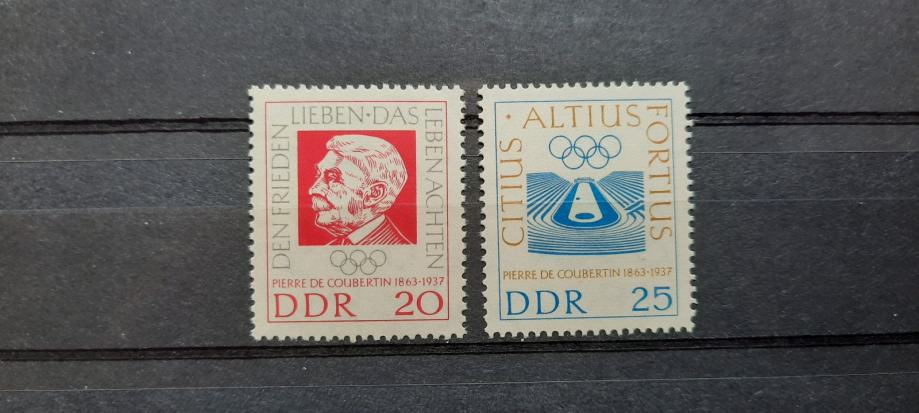 DEN FRIEDEN
LIEBEN·DAS
LEBEN ACHTEN
PIERRE DE COUBERTIN 1863-1937
DDR 20
CITIUS ·
ALTIUS
FORTIUS
PIERRE DE COUBERTIN 1863-1937
DDR 25